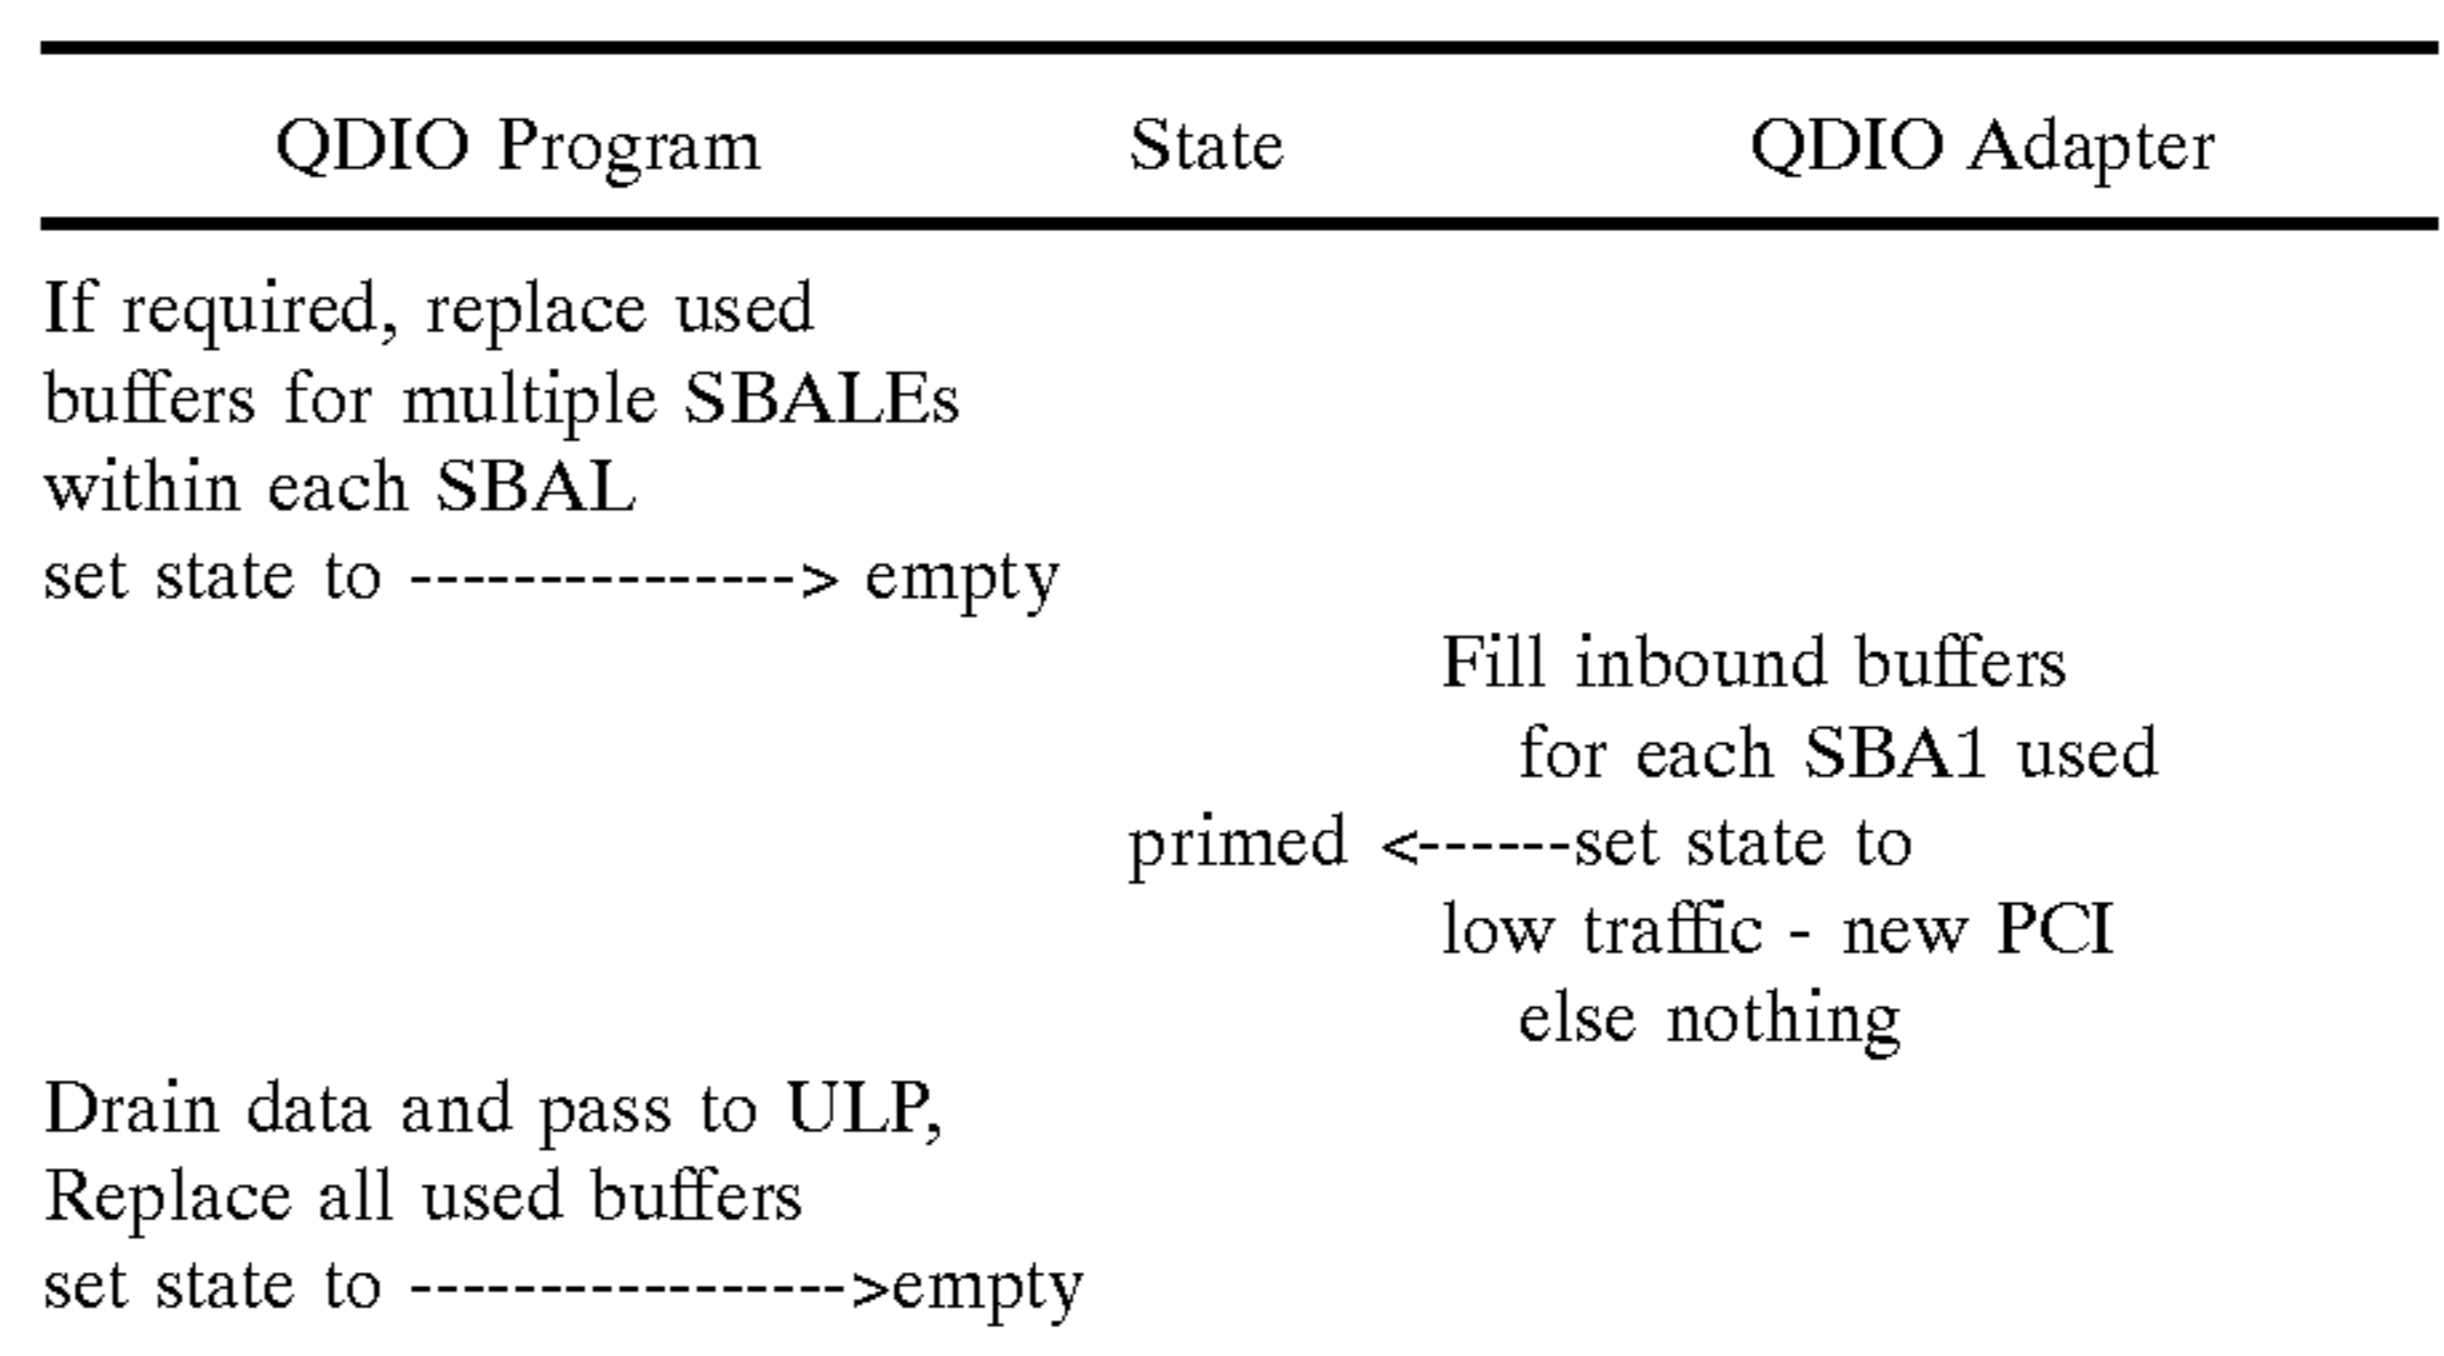 QDIO Program State QDIO Adapter
If required, replace used
buffers for multiple SBALEs
within each SBAL
set state to ---------------> empty
Fill inbound buffers
for each SBA1 used
primed <------set state to
low traffic - new PCI
else nothing
Drain data and pass to ULP,
Replace all used buffers
set state to ----------------->empty